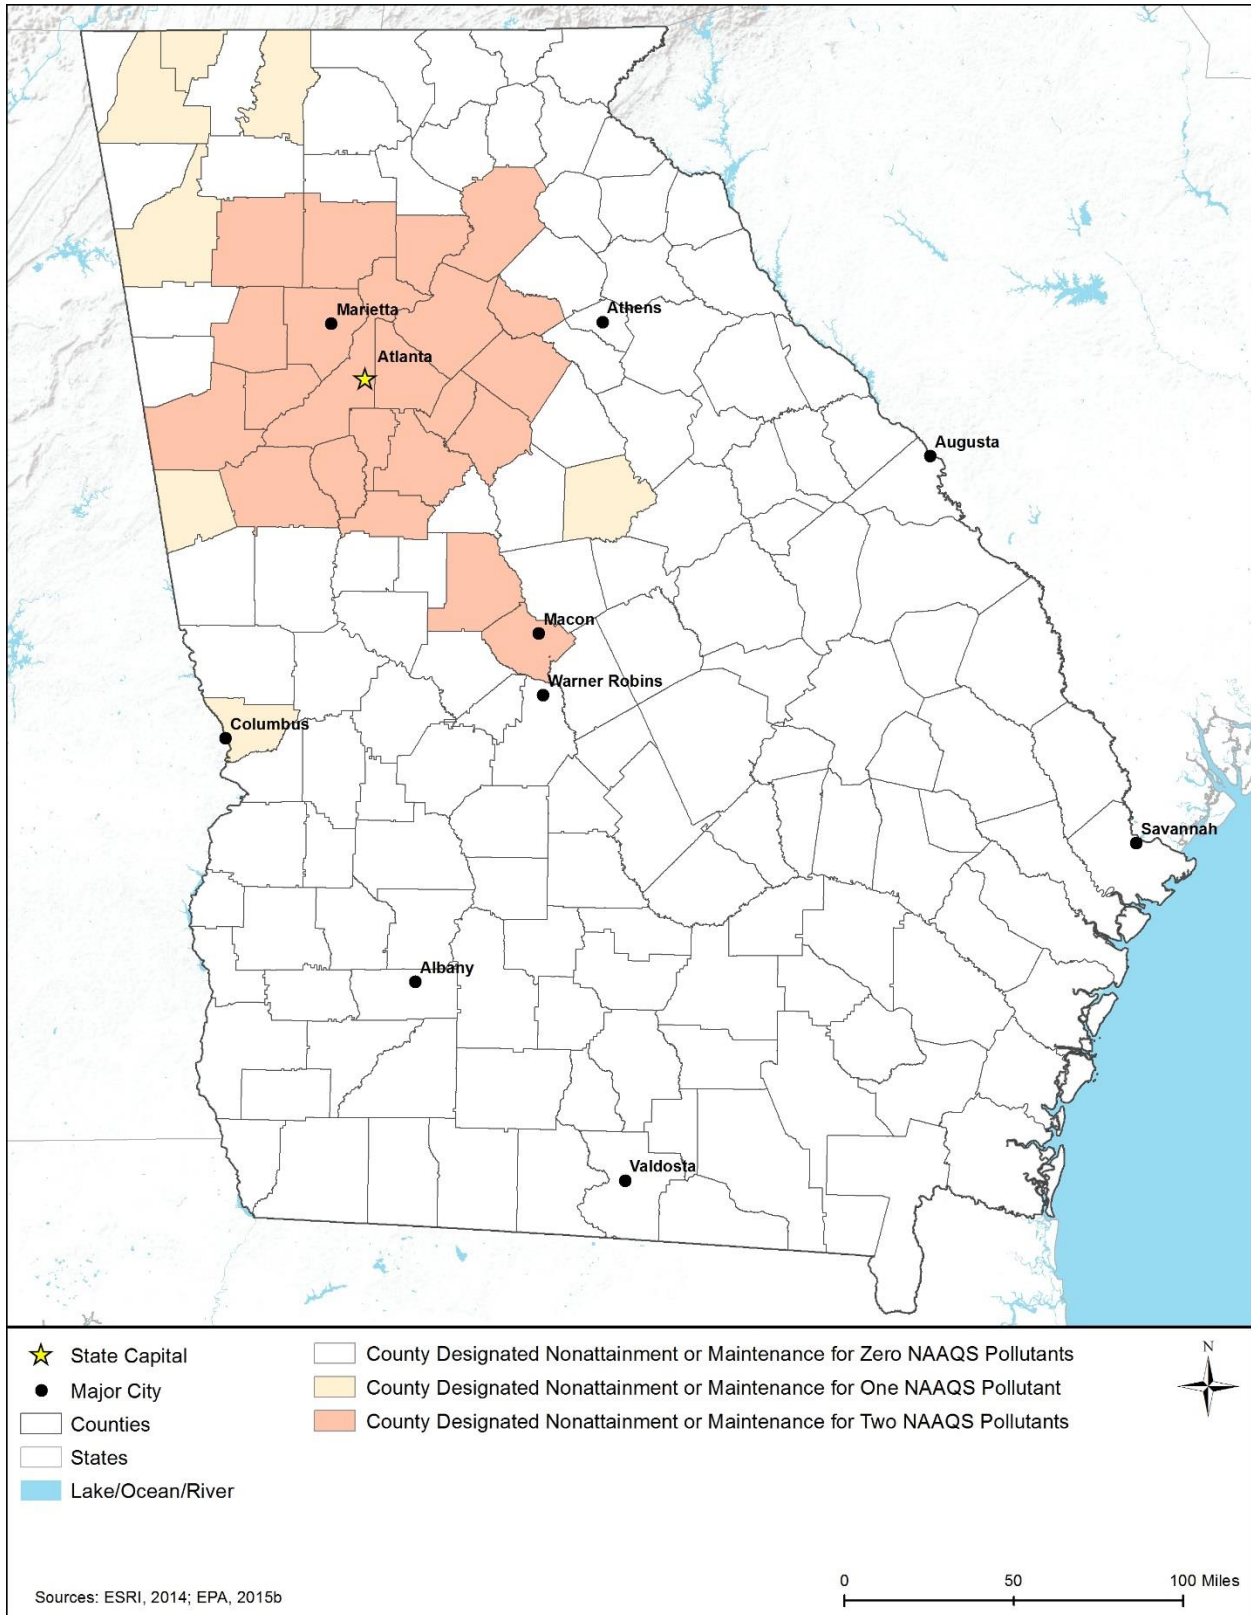 Marietta
Athens
Atlanta
Augusta
Macon
Warner Robins
Columbus
Savannah
Albany
Valdosta
State Capital
Major City
Counties
States
Lake/Ocean/River
County Designated Nonattainment or Maintenance for Zero NAAQS Pollutants
County Designated Nonattainment or Maintenance for One NAAQS Pollutant
County Designated Nonattainment or Maintenance for Two NAAQS Pollutants
N
Sources: ESRI, 2014; EPA, 2015b
0 50 100 Miles